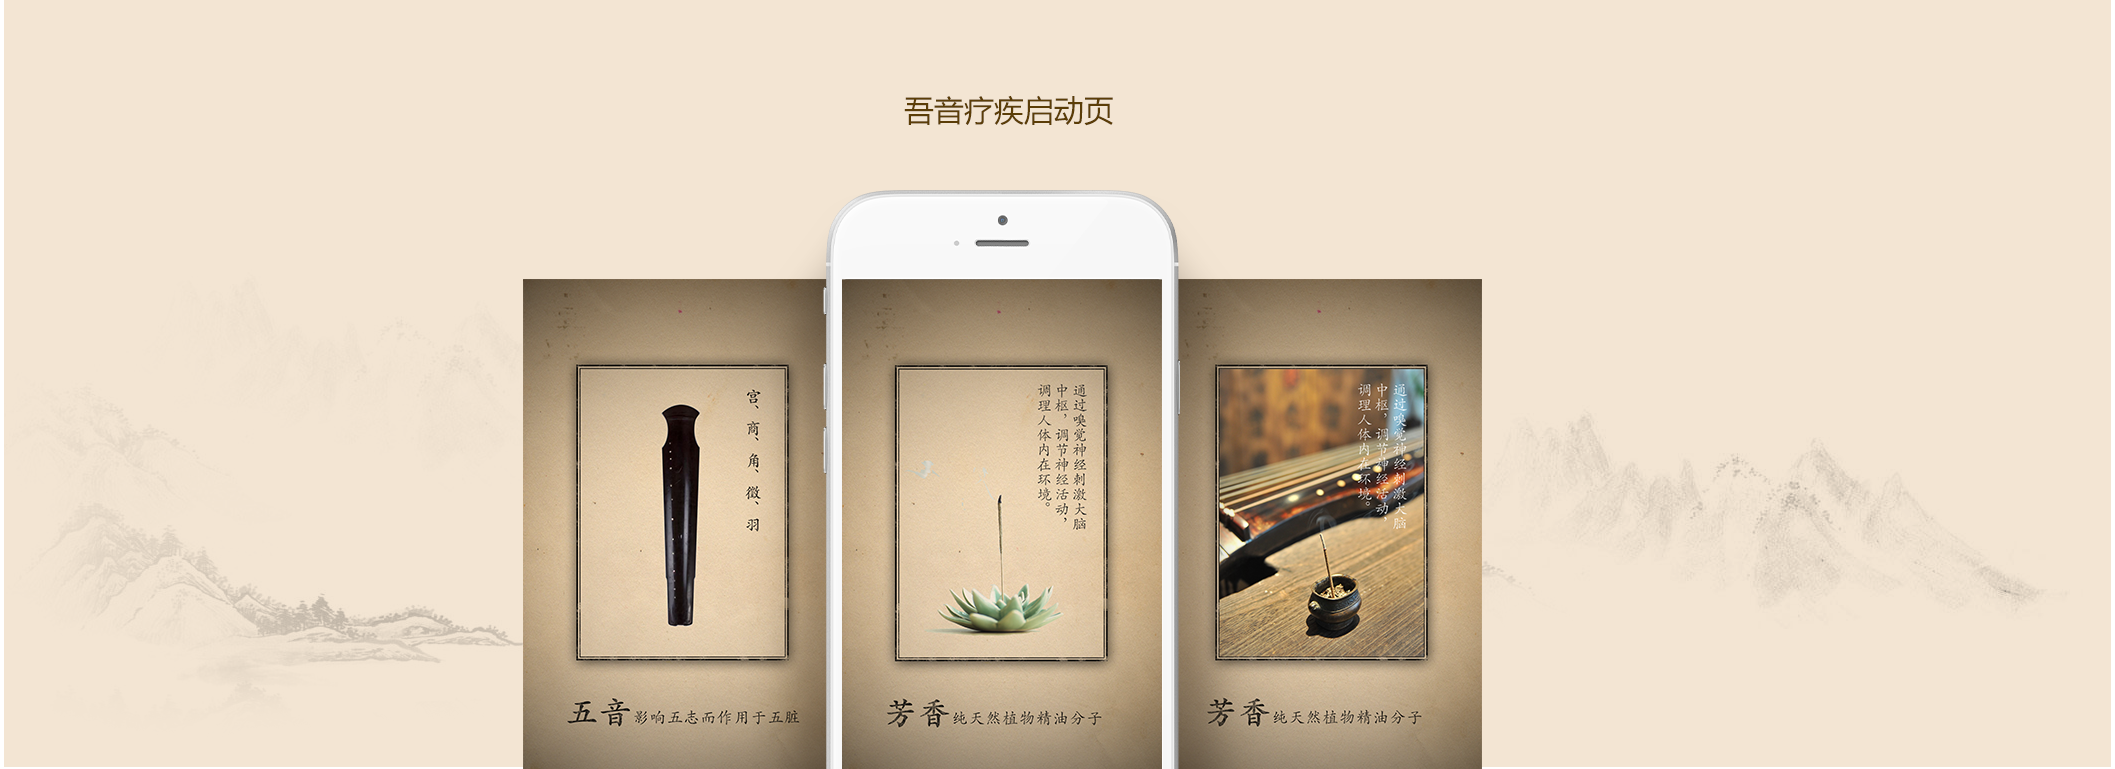 吾音疗疾启动页
宫、商、角、徵、羽
五音影响五志而作用于五脏
通过嗅觉神经刺激大脑
中枢，调节神经活动，
调理人体内在环境。
芳香纯天然植物精油分子
通过嗅觉神经刺激大脑
中枢，调节神经活动，
调理人体内在环境。
芳香纯天然植物精油分子